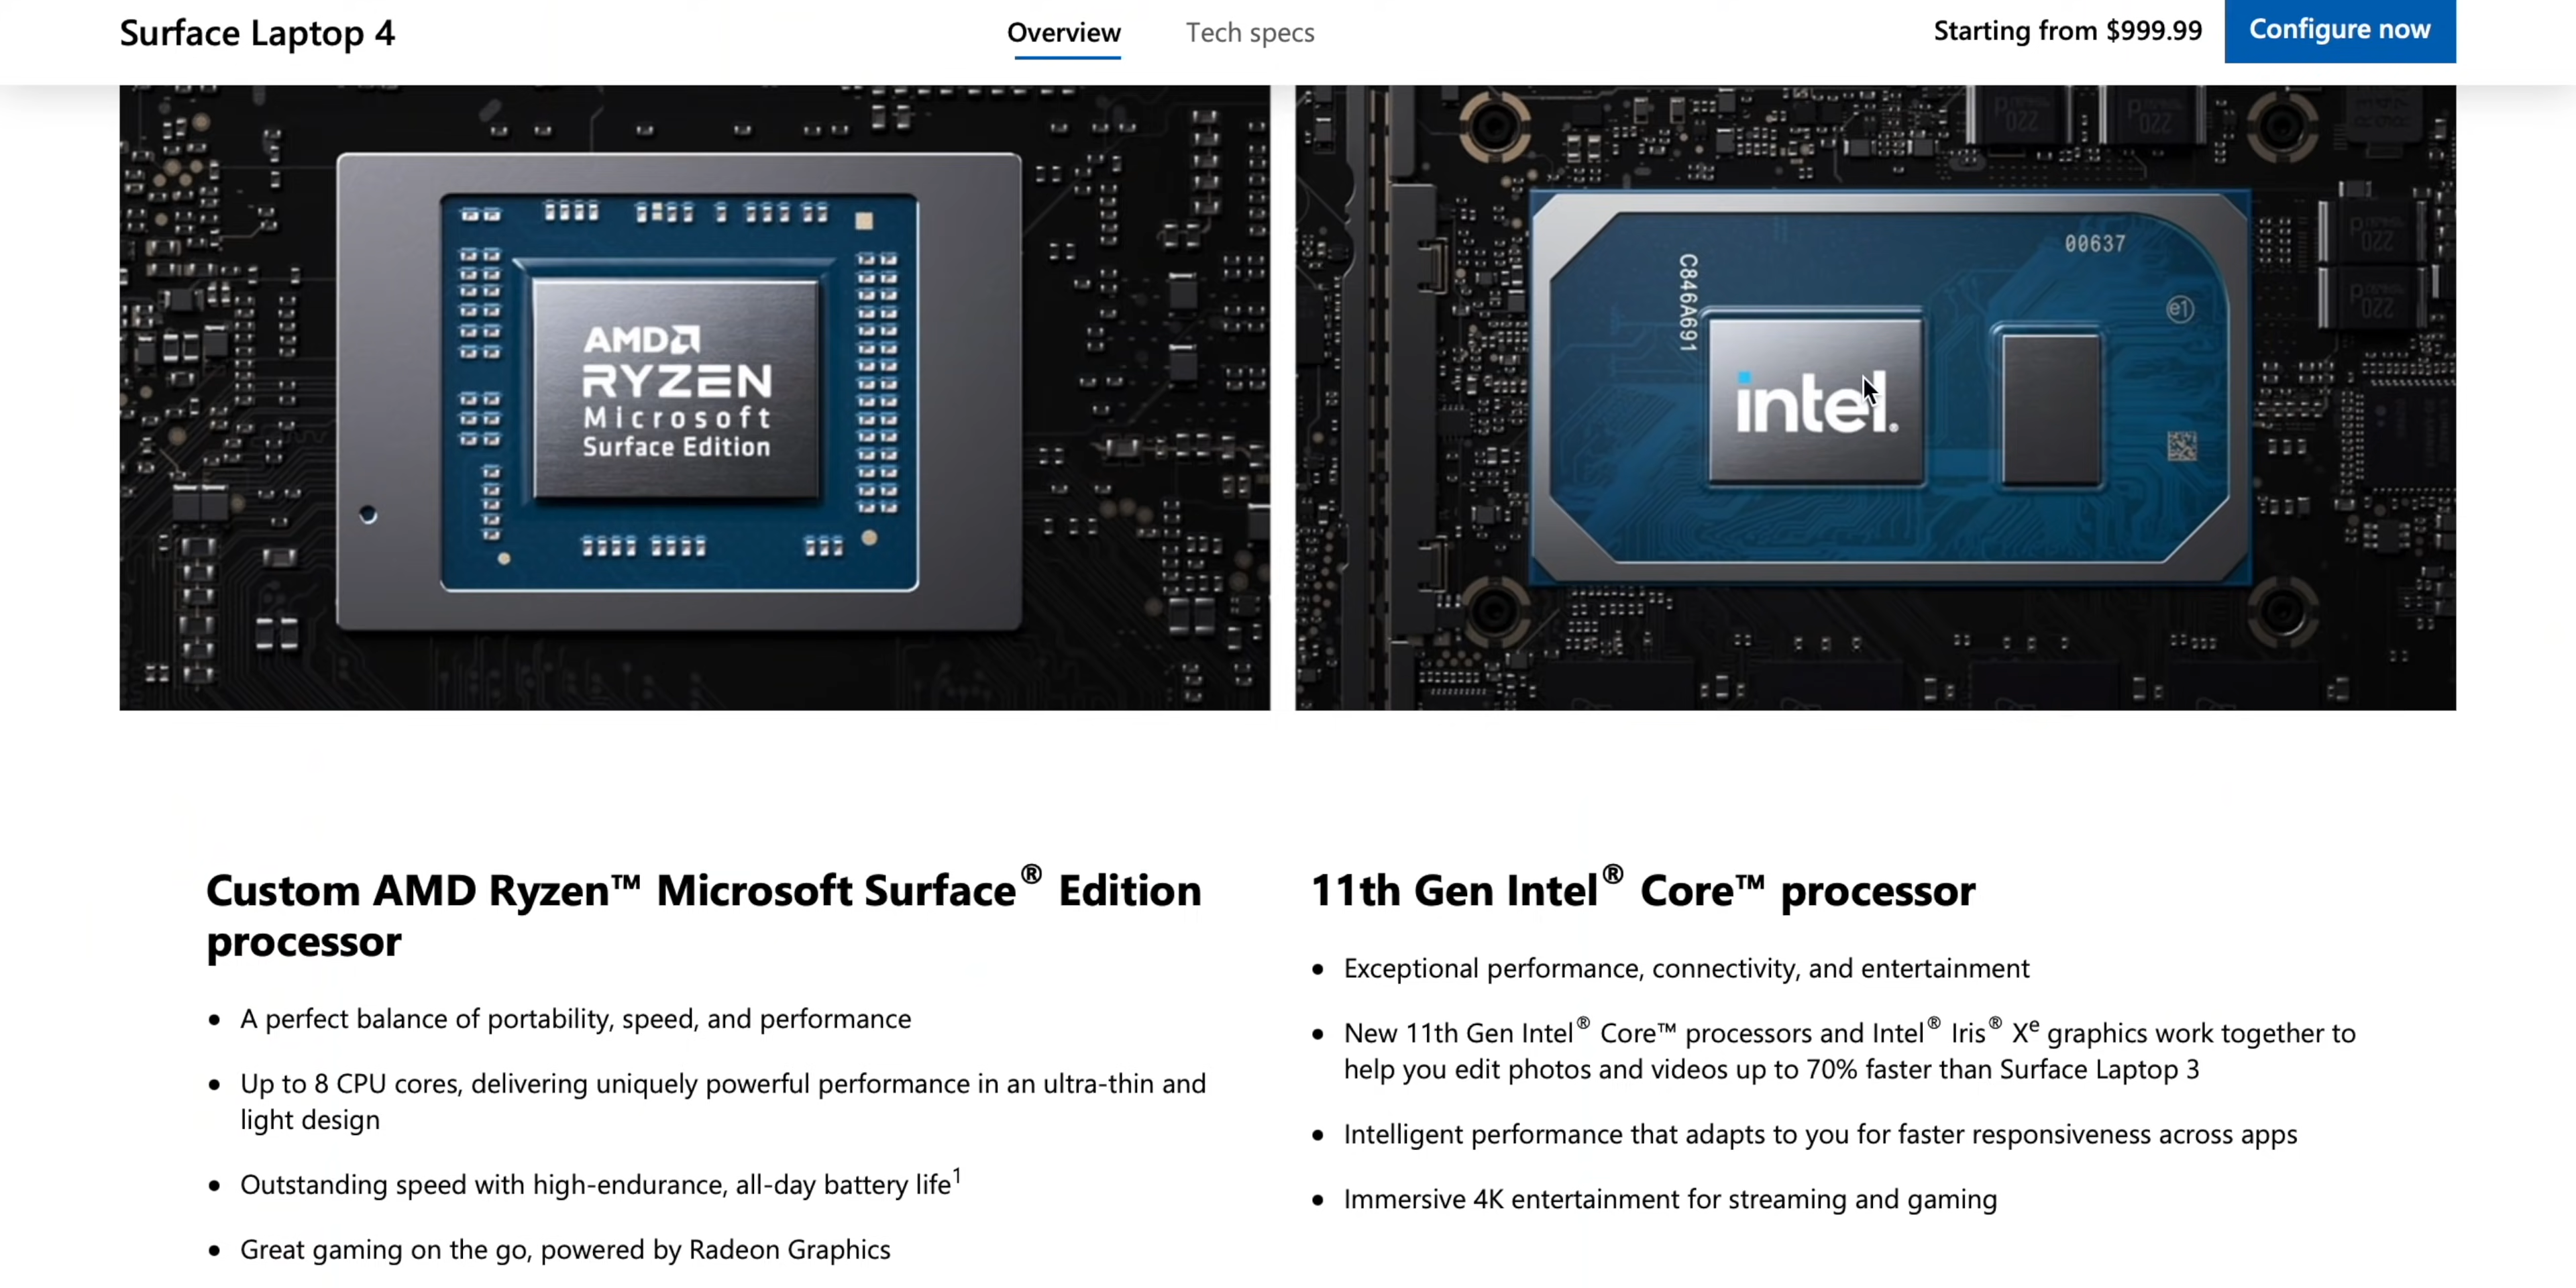 Surface Laptop 4
Overview
Tech specs
Starting from $999.99
Configure now
AMD
RYZEN
Microsoft
Surface Edition
C846A691
00637
e1
intel.
Custom AMD Ryzen™ Microsoft Surface® Edition
processor
• A perfect balance of portability, speed, and performance
• Up to 8 CPU cores, delivering uniquely powerful performance in an ultra-thin and
light design
• Outstanding speed with high-endurance, all-day battery life¹
• Great gaming on the go, powered by Radeon Graphics
11th Gen Intel® Core™ processor
• Exceptional performance, connectivity, and entertainment
• New 11th Gen Intel® Core™ processors and Intel® Iris® Xᵉ graphics work together to
help you edit photos and videos up to 70% faster than Surface Laptop 3
• Intelligent performance that adapts to you for faster responsiveness across apps
• Immersive 4K entertainment for streaming and gaming